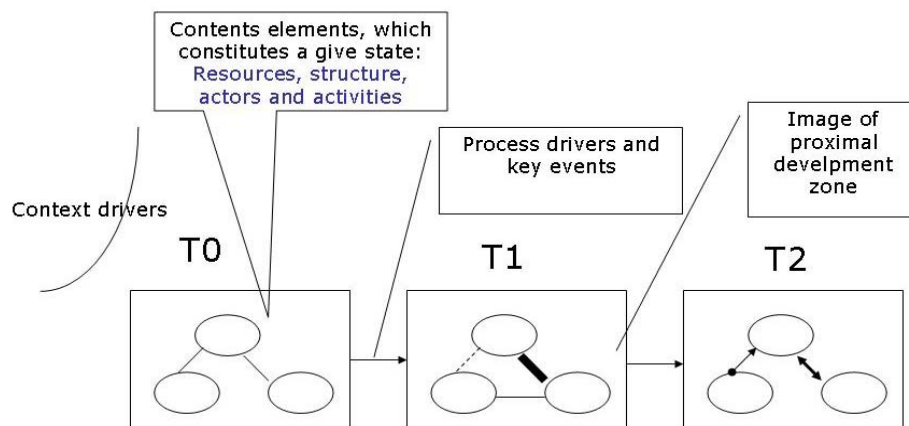 Contents elements, which
constitutes a give state:
Resources, structure,
actors and activities
Process drivers and
key events
Image of
proximal
develpment
zone
Context drivers
T0
T1
T2